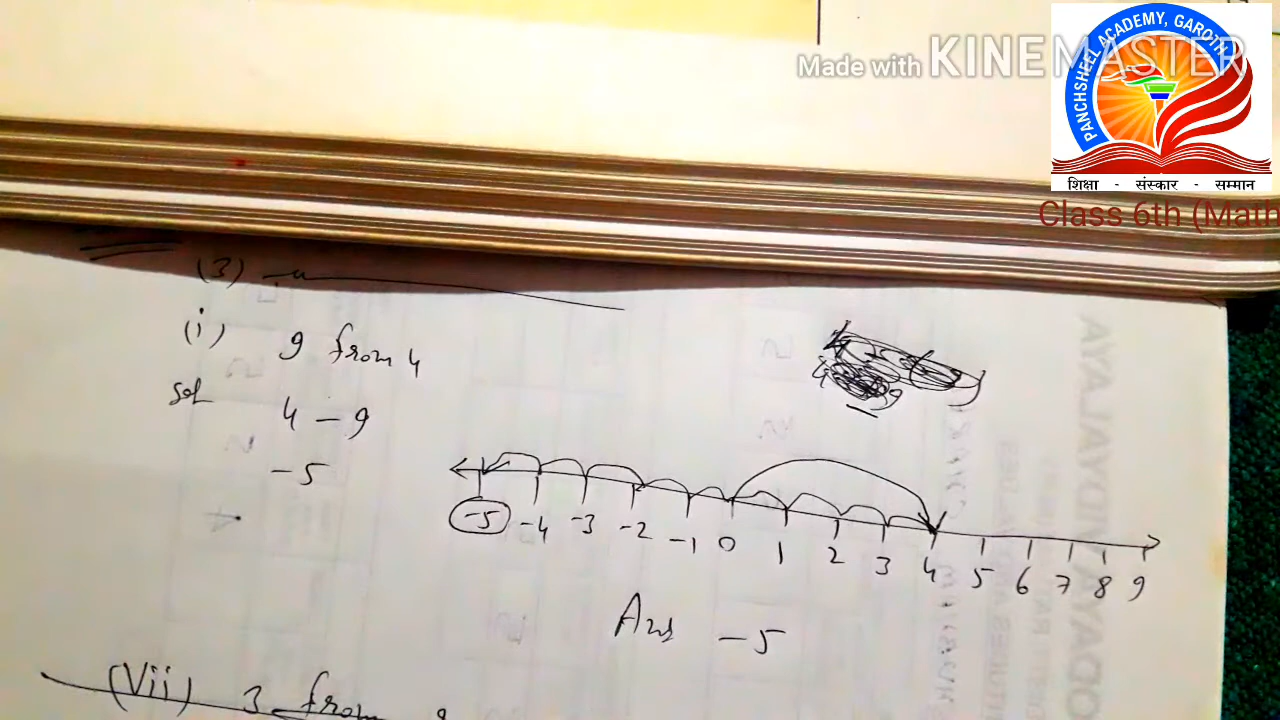 Made with KINEMASTER
PANCHSHEEL ACADEMY, GAROTH
शिक्षा - संस्कार - सम्मान
Class 6th (Math
(3)
(i) 9 from 4
Sol 4 - 9
-5
-5 -4 -3 -2 -1 0 1 2 3 4 5 6 7 8 9
Ans -5
(Vii) 3 from